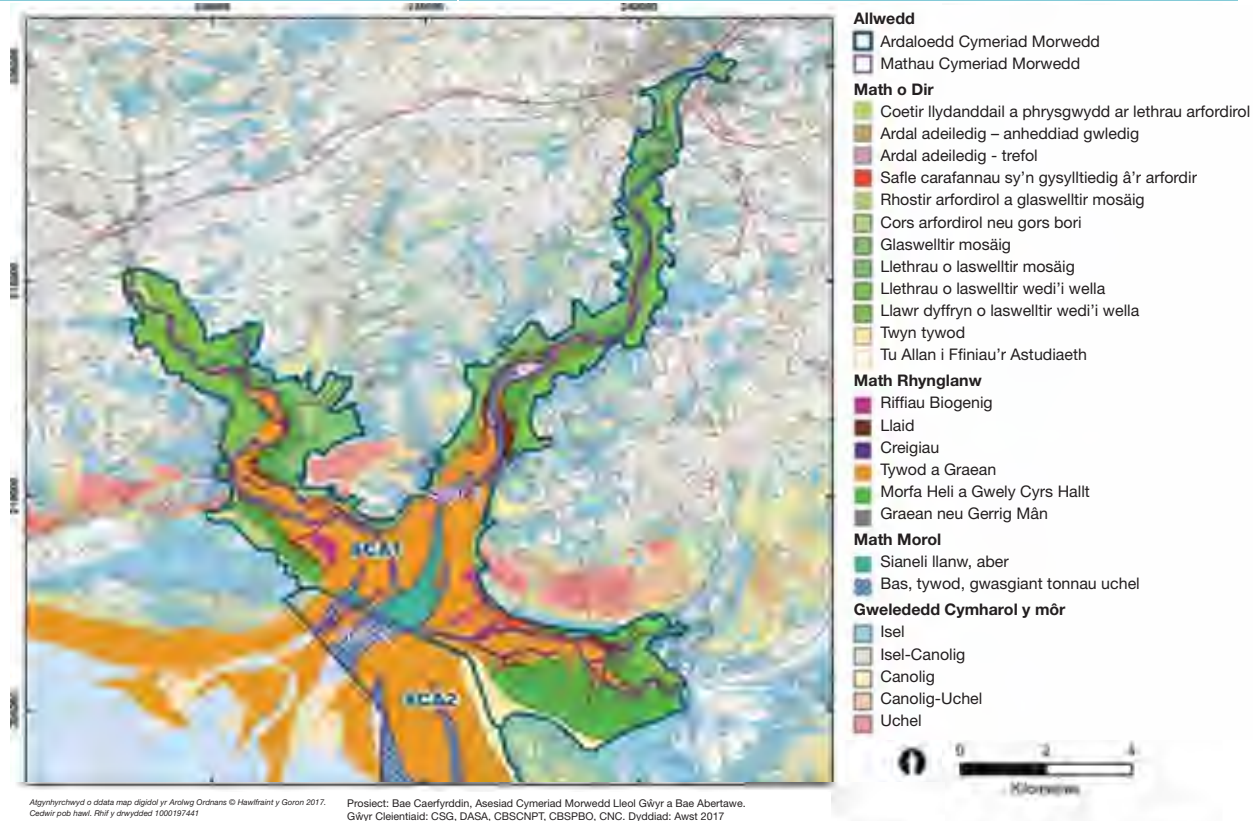 Allwedd
Ardaloedd Cymeriad Morwedd
Mathau Cymeriad Morwedd
Math o Dir
Coetir llydanddail a phrysgwydd ar lethrau arfordirol
Ardal adeiledig – anheddiad gwledig
Ardal adeiledig - trefol
Safle carafannau sy’n gysylltiedig â’r arfordir
Rhostir arfordirol a glaswelltir mosäig
Cors arfordirol neu gors bori
Glaswelltir mosäig
Llethrau o laswelltir mosäig
Llethrau o laswelltir wedi’i wella
Llawr dyffryn o laswelltir wedi’i wella
Twyn tywod
Tu Allan i Ffiniau’r Astudiaeth
Math Rhynglanw
Riffiau Biogenig
Llaid
Creigiau
Tywod a Graean
Morfa Heli a Gwely Cyrs Hallt
Graean neu Gerrig Mân
Math Morol
Sianeli llanw, aber
Bas, tywod, gwasgiant tonnau uchel
Gwelededd Cymharol y môr
Isel
Isel-Canolig
Canolig
Canolig-Uchel
Uchel
0 2 4
Kilometres
Atgynhyrchwyd o ddata map digidol yr Arolwg Ordnans © Hawlfraint y Goron 2017.
Cedwir pob hawl. Rhif y drwydded 1000197441
Prosiect: Bae Caerfyrddin, Asesiad Cymeriad Morwedd Lleol Gŵyr a Bae Abertawe.
Gŵyr Cleientiaid: CSG, DASA, CBSCNPT, CBSPBO, CNC. Dyddiad: Awst 2017